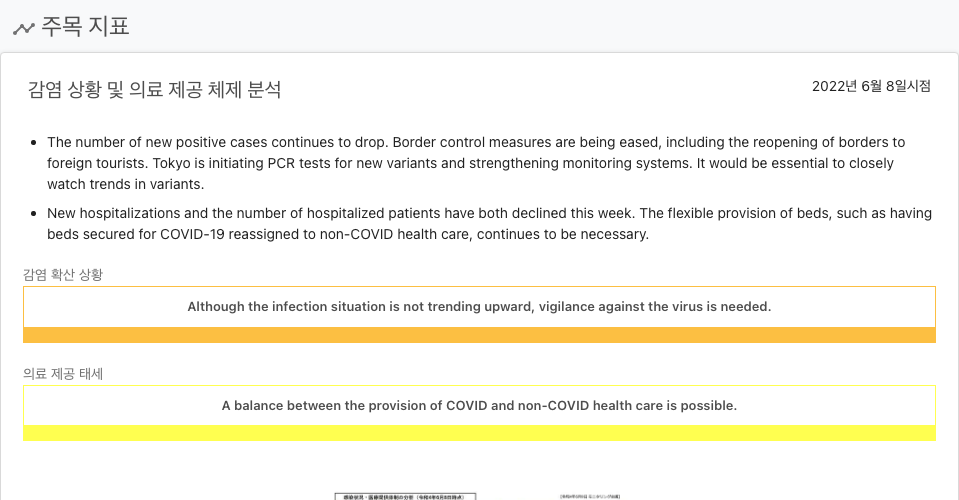 주목 지표
감염 상황 및 의료 제공 체제 분석
2022년 6월 8일시점
The number of new positive cases continues to drop. Border control measures are being eased, including the reopening of borders to
foreign tourists. Tokyo is initiating PCR tests for new variants and strengthening monitoring systems. It would be essential to closely
watch trends in variants.
New hospitalizations and the number of hospitalized patients have both declined this week. The flexible provision of beds, such as having
beds secured for COVID-19 reassigned to non-COVID health care, continues to be necessary.
감염 확산 상황
Although the infection situation is not trending upward, vigilance against the virus is needed.
의료 제공 태세
A balance between the provision of COVID and non-COVID health care is possible.